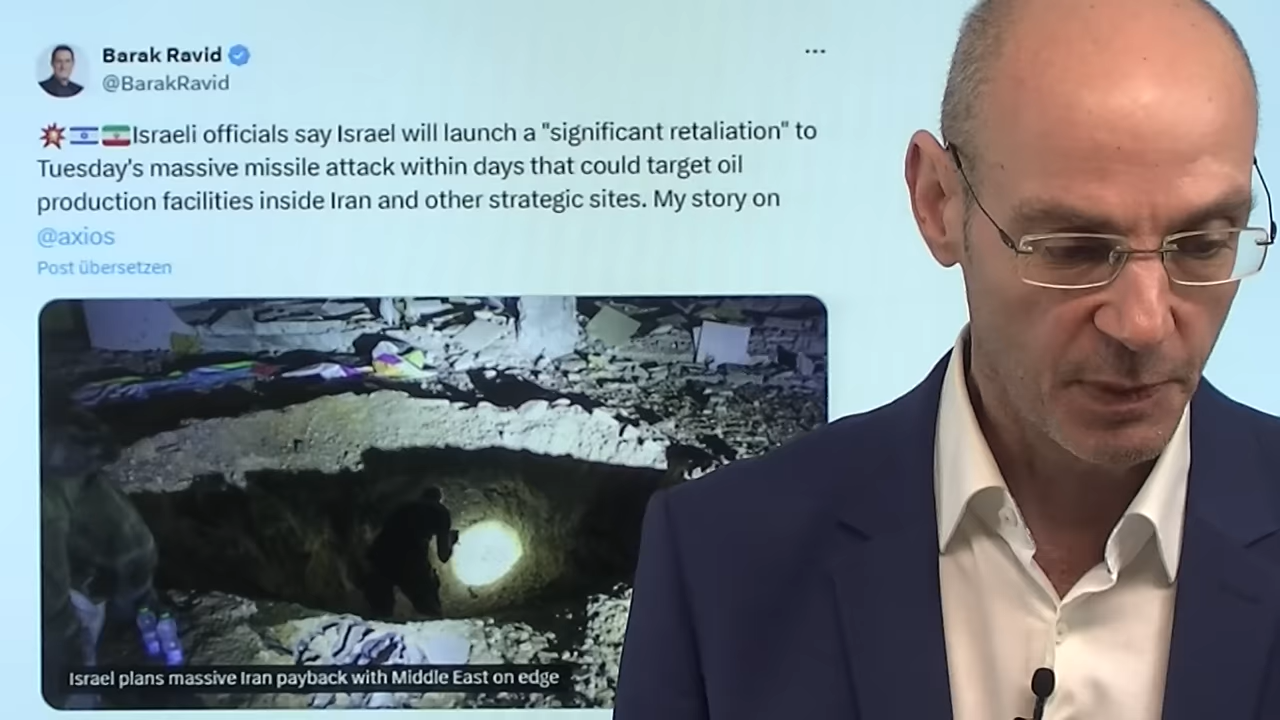 Barak Ravid
@BarakRavid
💥🇮🇱🇮🇷Israeli officials say Israel will launch a "significant retaliation" to
Tuesday's massive missile attack within days that could target oil
production facilities inside Iran and other strategic sites. My story on
@axios
Post übersetzen
Israel plans massive Iran payback with Middle East on edge